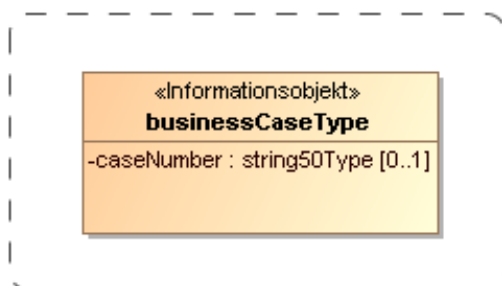 «Informationsobjekt»
businessCaseType
-caseNumber : string50Type [0..1]